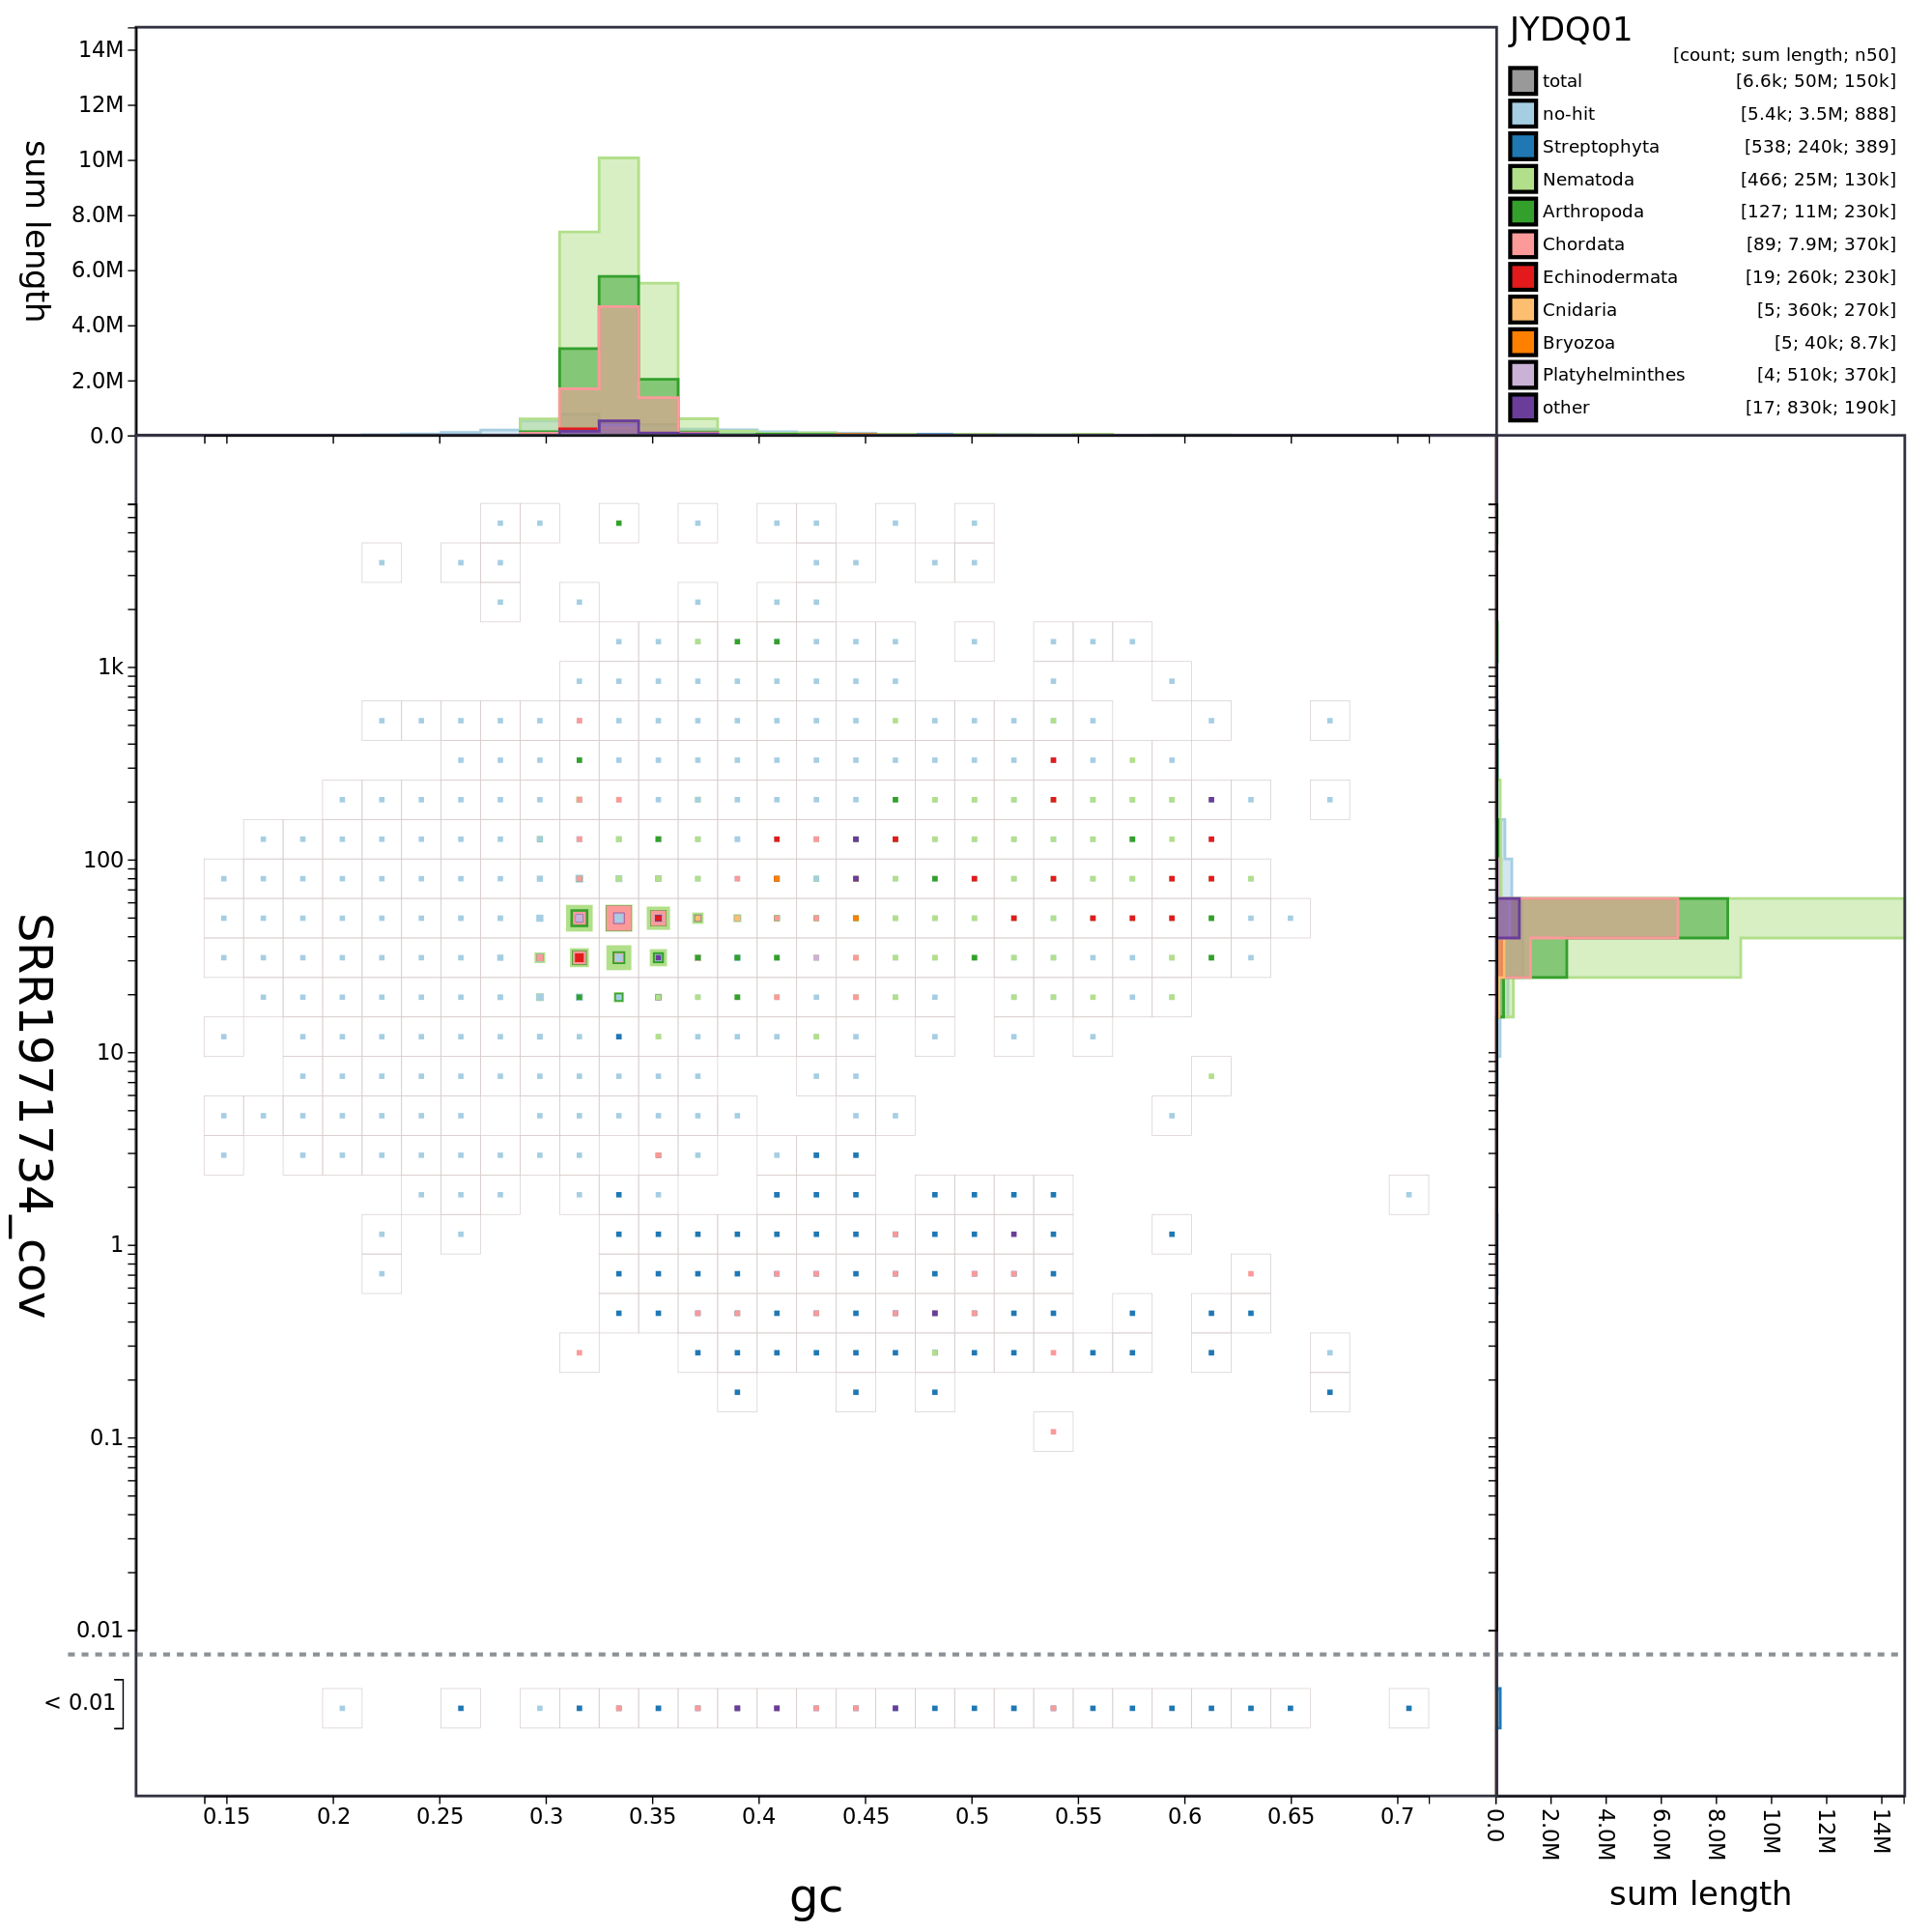 JYDQ01
[count; sum length; n50]
total [6.6k; 50M; 150k]
no-hit [5.4k; 3.5M; 888]
Streptophyta [538; 240k; 389]
Nematoda [466; 25M; 130k]
Arthropoda [127; 11M; 230k]
Chordata [89; 7.9M; 370k]
Echinodermata [19; 260k; 230k]
Cnidaria [5; 360k; 270k]
Bryozoa [5; 40k; 8.7k]
Platyhelminthes [4; 510k; 370k]
other [17; 830k; 190k]
sum length
14M
12M
10M
8.0M
6.0M
4.0M
2.0M
0.0
SRR1971734_cov
1k
100
10
1
0.1
0.01
< 0.01
0.15 0.2 0.25 0.3 0.35 0.4 0.45 0.5 0.55 0.6 0.65 0.7
gc
0.0 2.0M 4.0M 6.0M 8.0M 10M 12M 14M
sum length